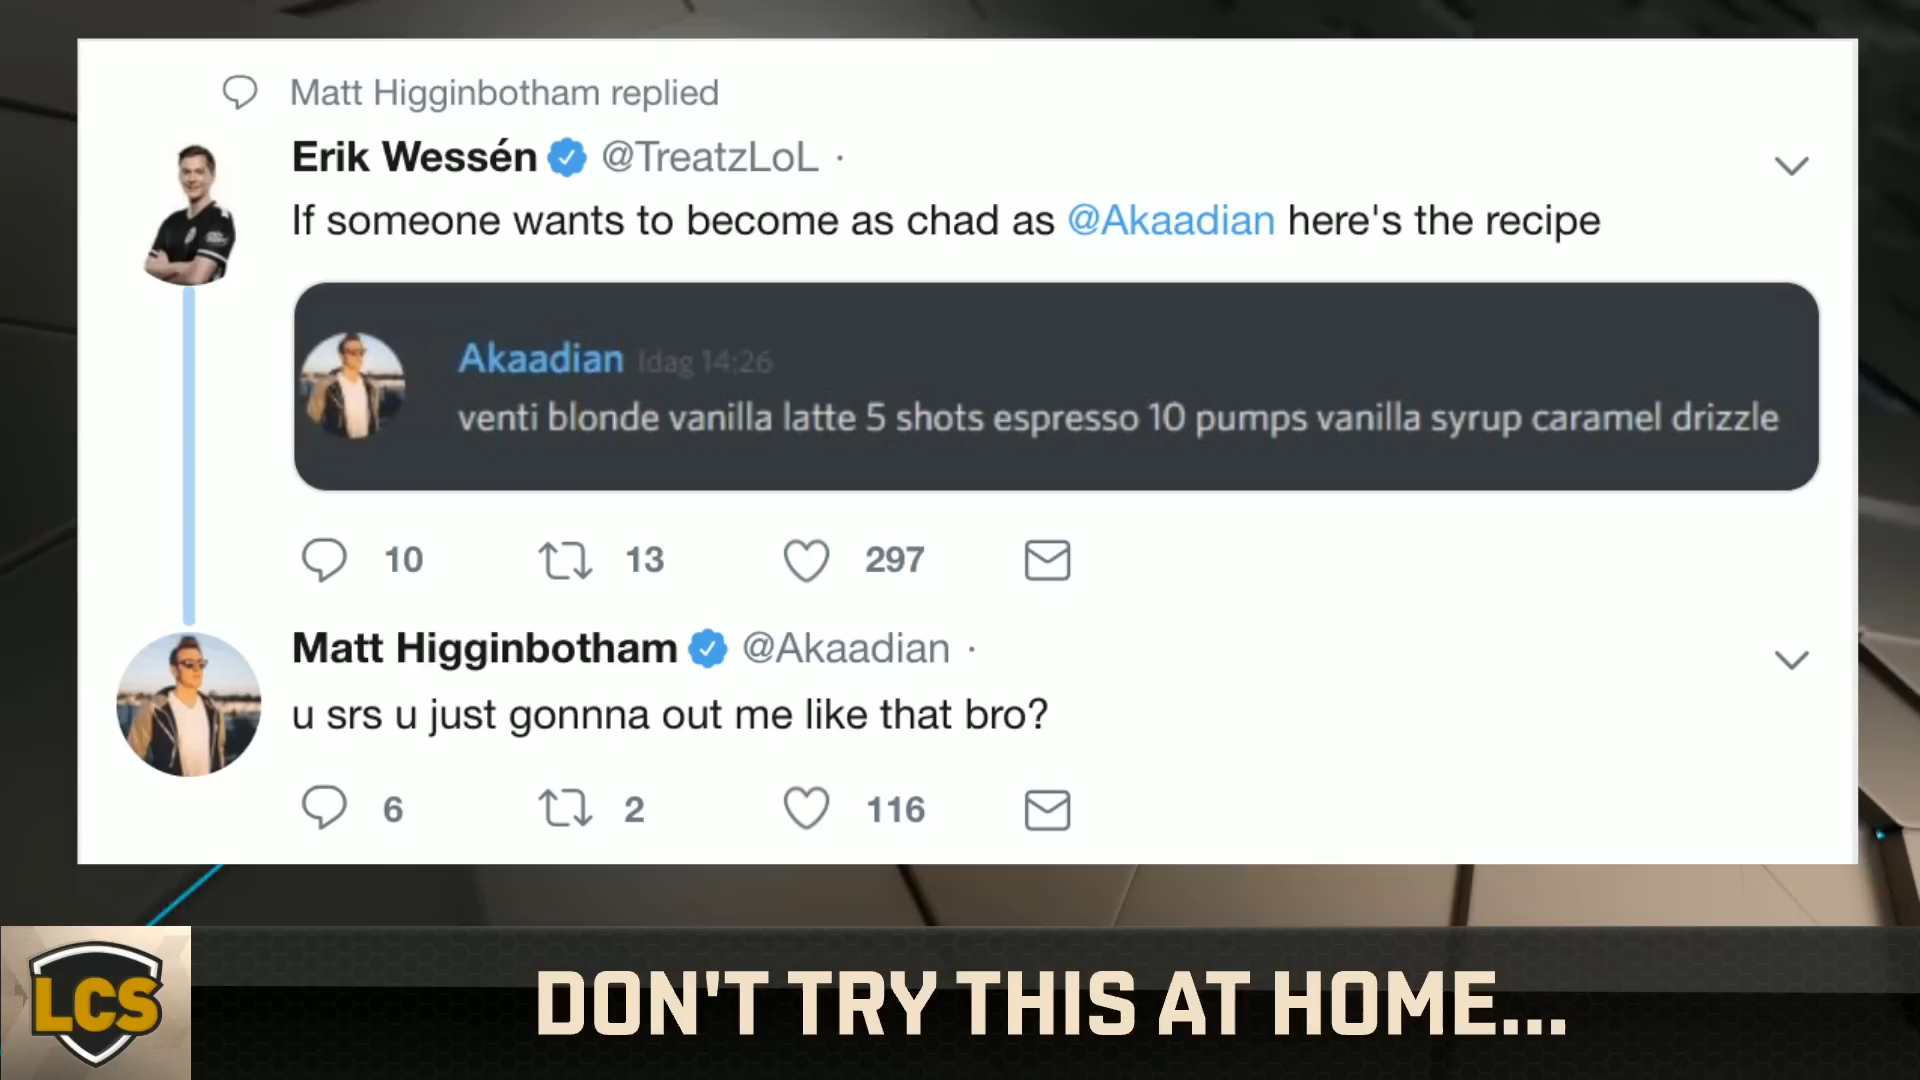 Matt Higginbotham replied
Erik Wessén @TreatzLoL ·
If someone wants to become as chad as @Akaadian here's the recipe
Akaadian Idag 14:26
venti blonde vanilla latte 5 shots espresso 10 pumps vanilla syrup caramel drizzle
10 13 297
Matt Higginbotham @Akaadian ·
u srs u just gonnna out me like that bro?
6 2 116
LCS
DON'T TRY THIS AT HOME...